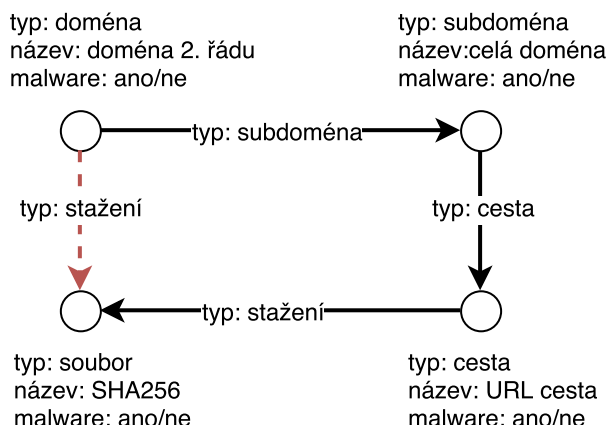 typ: doména
název: doména 2. řádu
malware: ano/ne
typ: subdoména
název:celá doména
malware: ano/ne
typ: subdoména
typ: stažení
typ: cesta
typ: stažení
typ: soubor
název: SHA256
malware: ano/ne
typ: cesta
název: URL cesta
malware: ano/ne